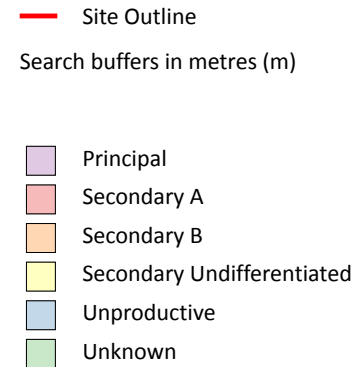 Site Outline
Search buffers in metres (m)
Principal
Secondary A
Secondary B
Secondary Undifferentiated
Unproductive
Unknown